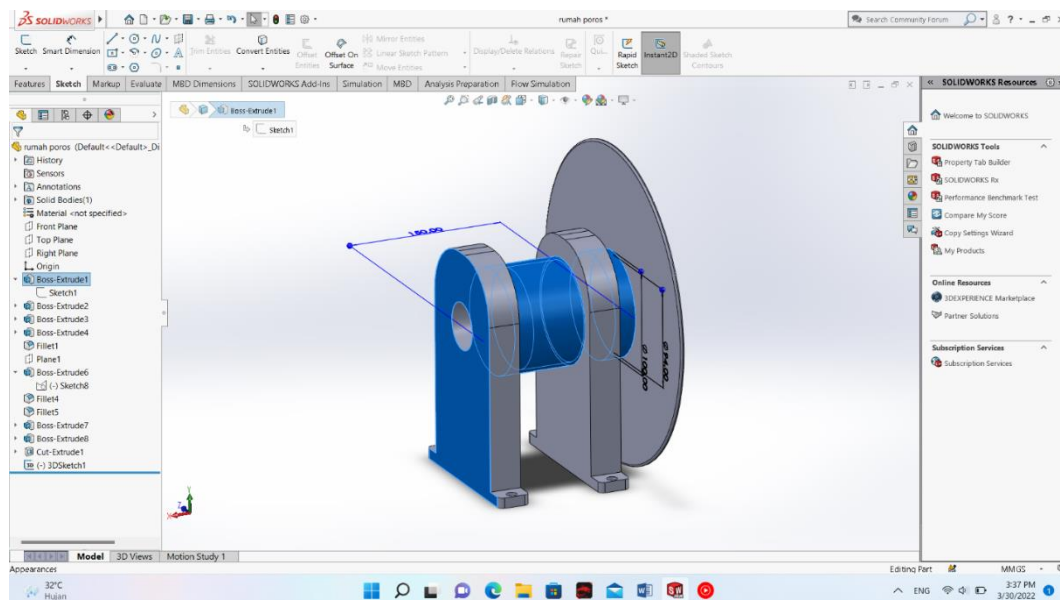 SOLIDWORKS
rumah poros *
Search Community Forum
Sketch
Smart Dimension
Trim Entities
Convert Entities
Offset Entities
Offset On Surface
Mirror Entities
Linear Sketch Pattern
Move Entities
Display/Delete Relations
Repair Sketch
Quic...
Rapid Sketch
Instant2D
Shaded Sketch Contours
Features
Sketch
Markup
Evaluate
MBD Dimensions
SOLIDWORKS Add-Ins
Simulation
MBD
Analysis Preparation
Flow Simulation
Boss-Extrude1
Sketch1
rumah poros (Default<<Default>_Di
History
Sensors
Annotations
Solid Bodies(1)
Material <not specified>
Front Plane
Top Plane
Right Plane
Origin
Boss-Extrude1
Sketch1
Boss-Extrude2
Boss-Extrude3
Boss-Extrude4
Fillet1
Plane1
Boss-Extrude6
(-) Sketch8
Fillet4
Fillet5
Boss-Extrude7
Boss-Extrude8
Cut-Extrude1
(-) 3DSketch1
150.00
Ø 100.00
Ø 94.00
SOLIDWORKS Resources
Welcome to SOLIDWORKS
SOLIDWORKS Tools
Property Tab Builder
SOLIDWORKS Rx
Performance Benchmark Test
Compare My Score
Copy Settings Wizard
My Products
Online Resources
3DEXPERIENCE Marketplace
Partner Solutions
Subscription Services
Subscription Services
Model
3D Views
Motion Study 1
Appearances
Editing Part
MMGS
32°C
Hujan
ENG
3:37 PM
3/30/2022